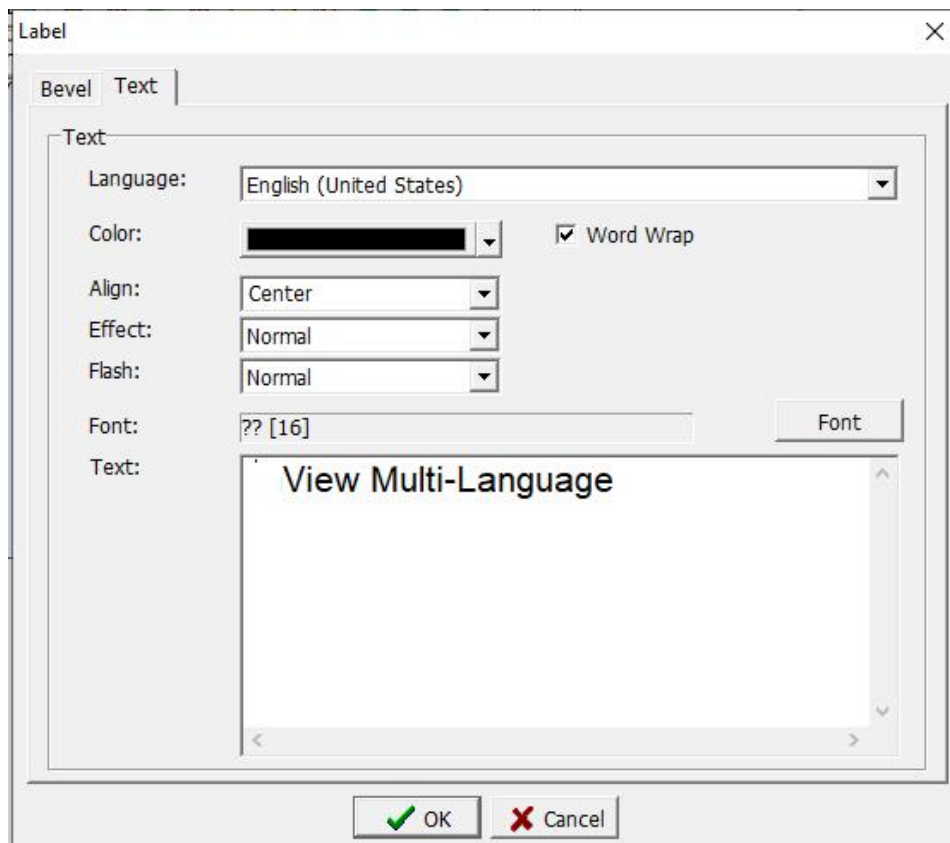 Label
Bevel Text
Text
Language: English (United States)
Color: Word Wrap
Align: Center
Effect: Normal
Flash: Normal
Font: ?? [16] Font
Text: View Multi-Language
OK Cancel